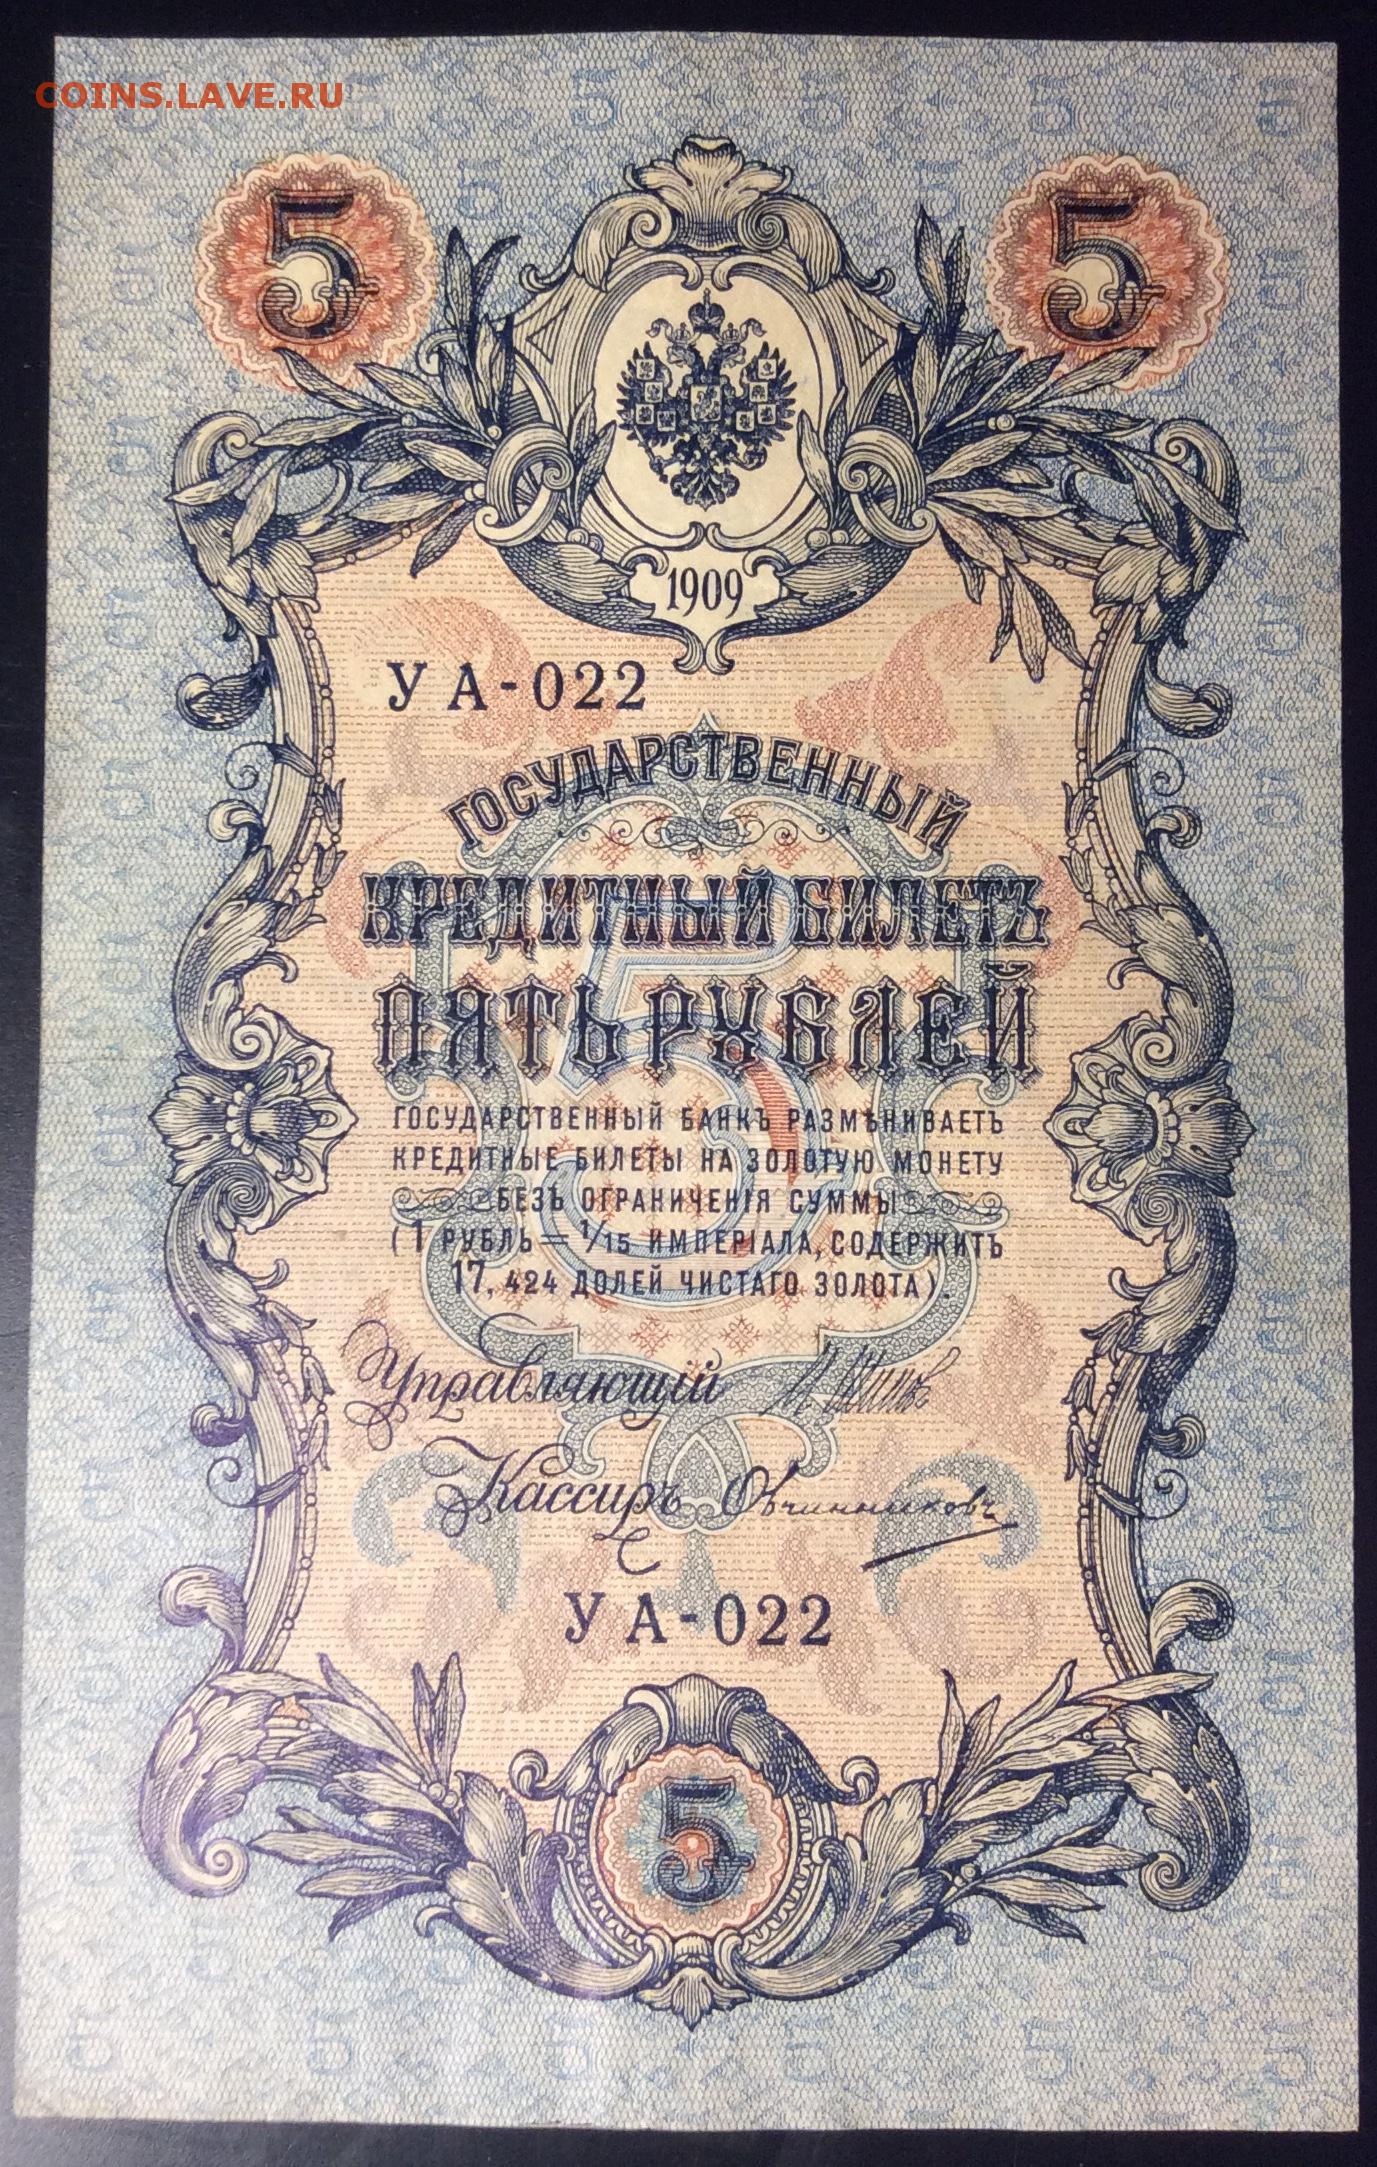 COINS.LAVE.RU
5 5
1909
УА-022
ГОСУДАРСТВЕННЫЙ
КРЕДИТНЫЙ БИЛЕТЪ
ПЯТЬ РУБЛЕЙ
ГОСУДАРСТВЕННЫЙ БАНКЪ РАЗМѢНИВАЕТЪ
КРЕДИТНЫЕ БИЛЕТЫ НА ЗОЛОТУЮ МОНЕТУ
БЕЗЪ ОГРАНИЧЕНІЯ СУММЫ
(1 РУБЛЬ = 1/15 ИМПЕРІАЛА, СОДЕРЖИТЪ
17,424 ДОЛЕЙ ЧИСТАГО ЗОЛОТА).
Управляющій И. Шиповъ
Кассиръ Овчинниковъ
УА-022
5